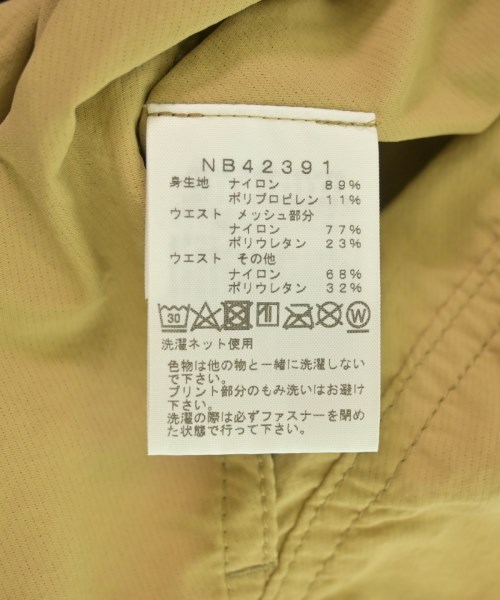 NB42391
身生地 ナイロン 89%
ポリプロピレン 11%
ウエスト メッシュ部分
ナイロン 77%
ポリウレタン 23%
ウエスト その他
ナイロン 68%
ポリウレタン 32%
30 W
洗濯ネット使用
色物は他の物と一緒に洗濯しない
で下さい。
プリント部分のもみ洗いはお避け
下さい。
洗濯の際は必ずファスナーを閉め
た状態で行って下さい。